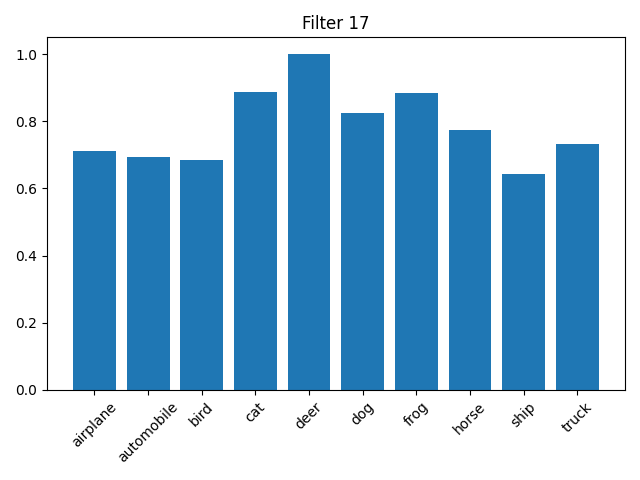 Filter 17
1.0
0.8
0.6
0.4
0.2
0.0
airplane
automobile
bird
cat
deer
dog
frog
horse
ship
truck